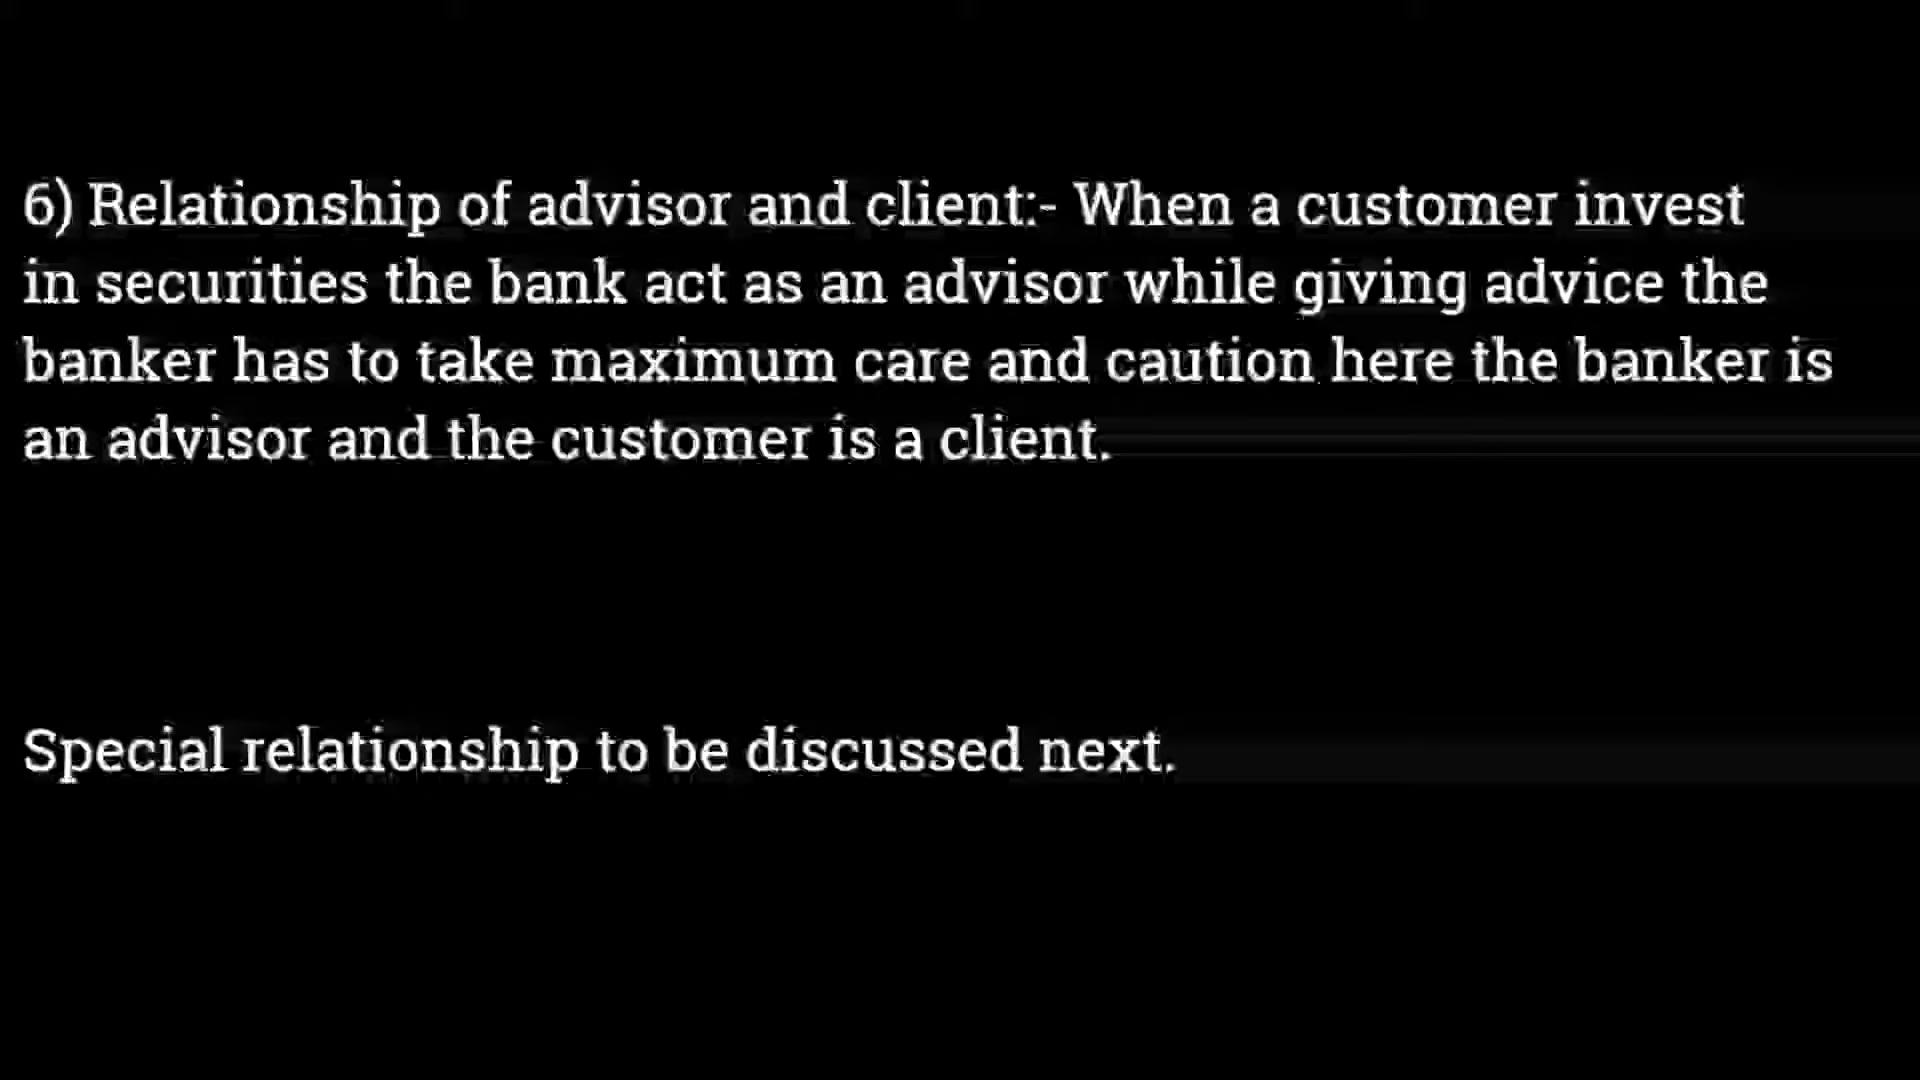 6) Relationship of advisor and client:- When a customer invest
in securities the bank act as an advisor while giving advice the
banker has to take maximum care and caution here the banker is
an advisor and the customer is a client.
Special relationship to be discussed next.